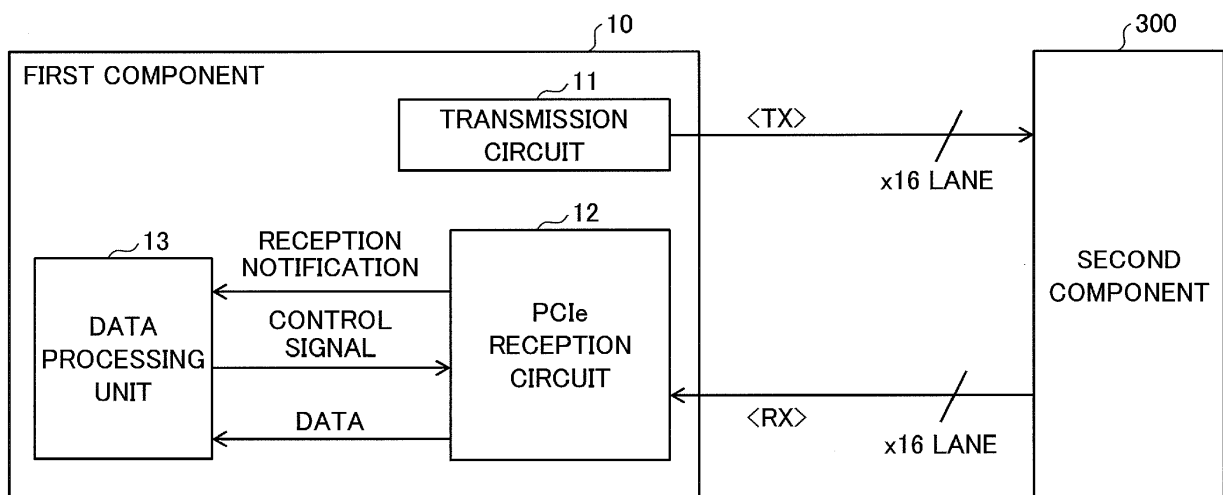 10
300
FIRST COMPONENT
11
TRANSMISSION
CIRCUIT
<TX>
x16 LANE
12
13
RECEPTION
NOTIFICATION
CONTROL
SIGNAL
DATA
DATA
PROCESSING
UNIT
PCIe
RECEPTION
CIRCUIT
SECOND
COMPONENT
<RX>
x16 LANE